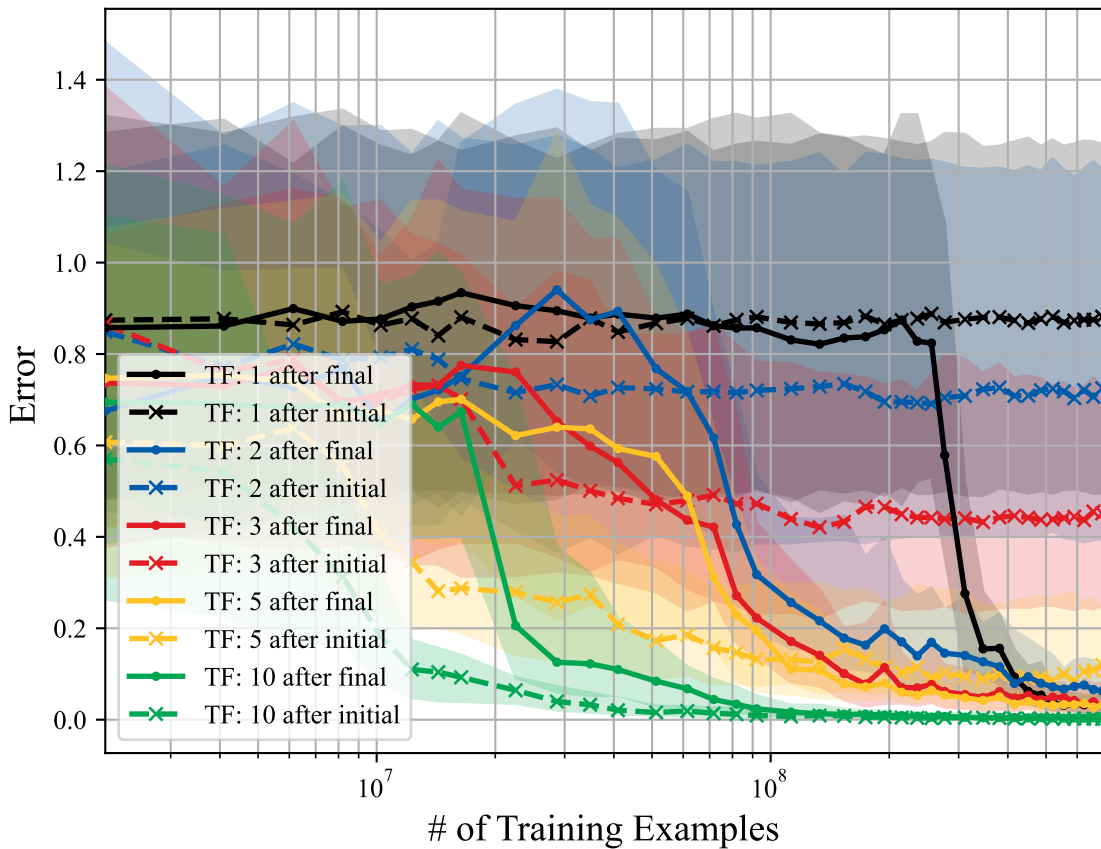 1.4
1.2
1.0
0.8
0.6
0.4
0.2
0.0
Error
TF: 1 after final
TF: 1 after initial
TF: 2 after final
TF: 2 after initial
TF: 3 after final
TF: 3 after initial
TF: 5 after final
TF: 5 after initial
TF: 10 after final
TF: 10 after initial
10⁷
10⁸
# of Training Examples